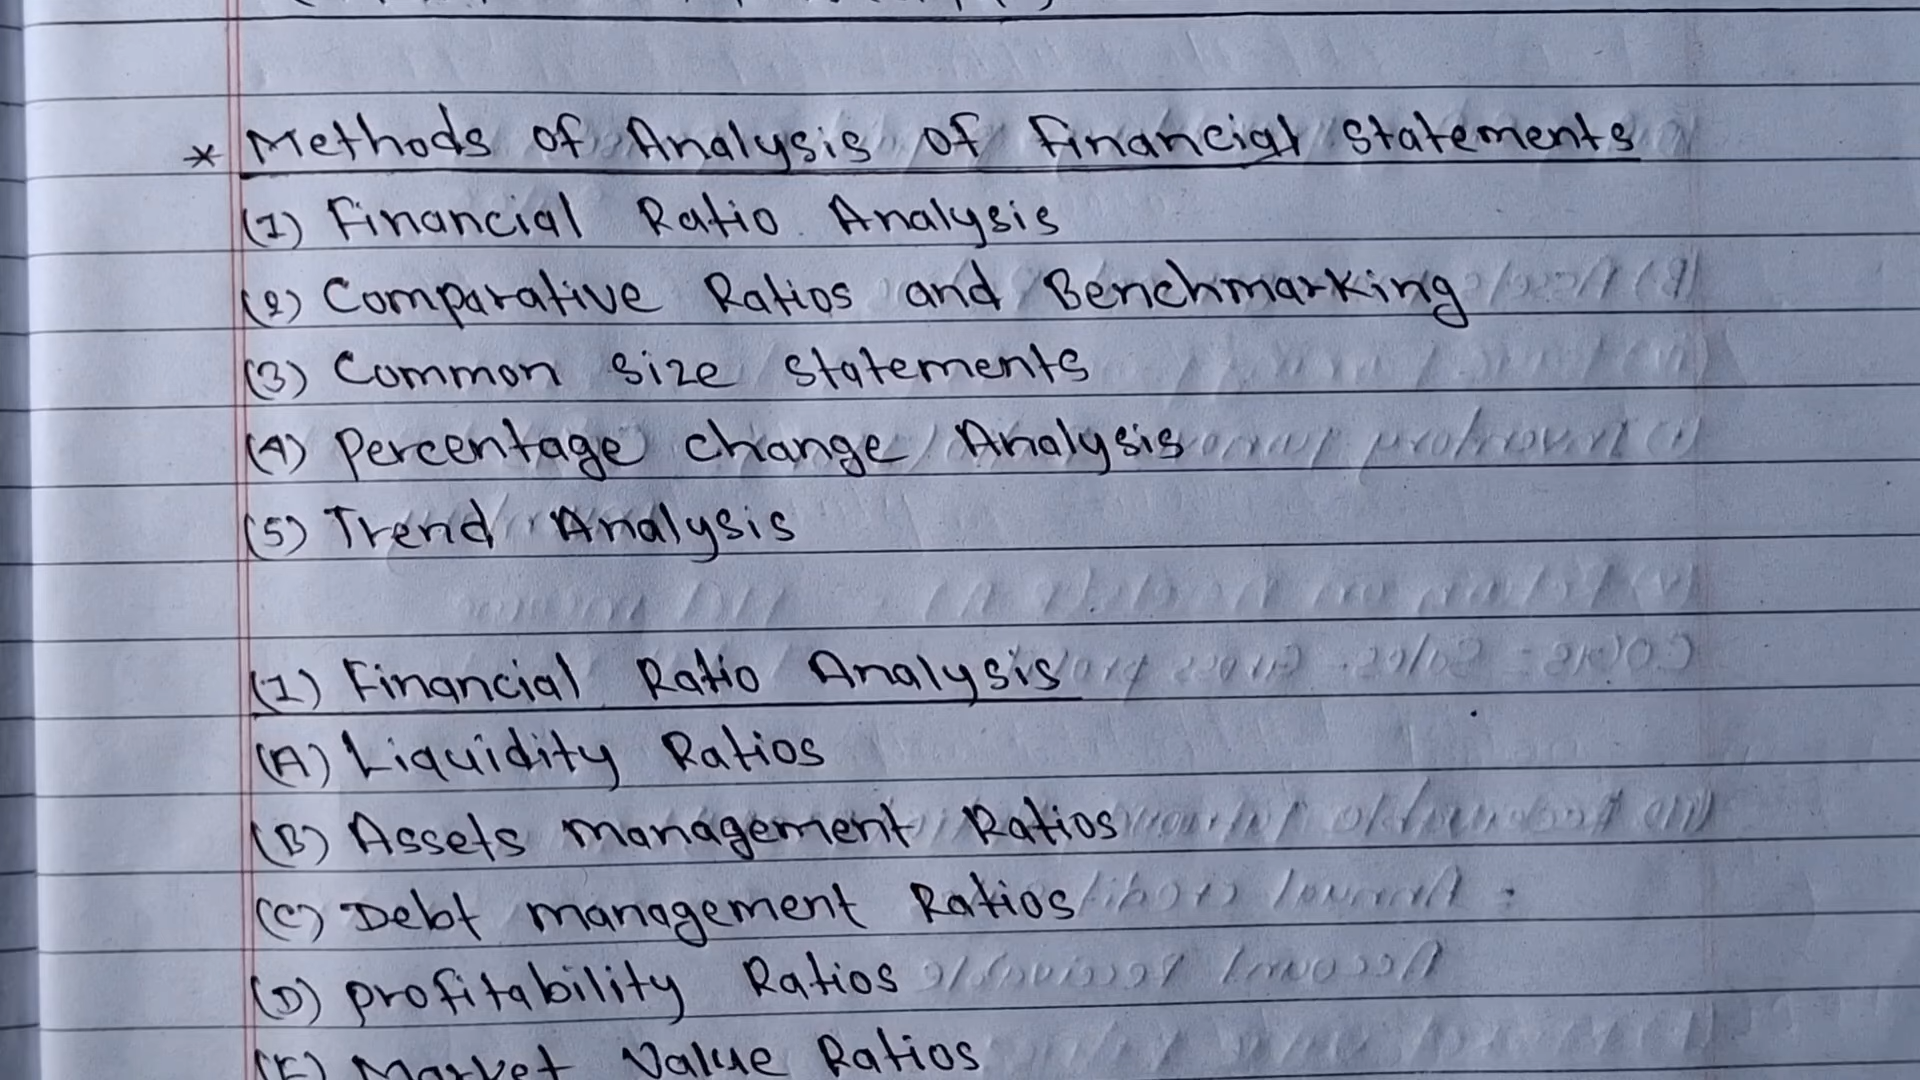 * Methods of Analysis of Financial Statements
(1) Financial Ratio Analysis
(2) Comparative Ratios and Benchmarking
(3) Common size statements
(4) Percentage change Analysis
(5) Trend Analysis
(1) Financial Ratio Analysis
(A) Liquidity Ratios
(B) Assets management Ratios
(C) Debt management Ratios
(D) profitability Ratios
(E) Market Value Ratios